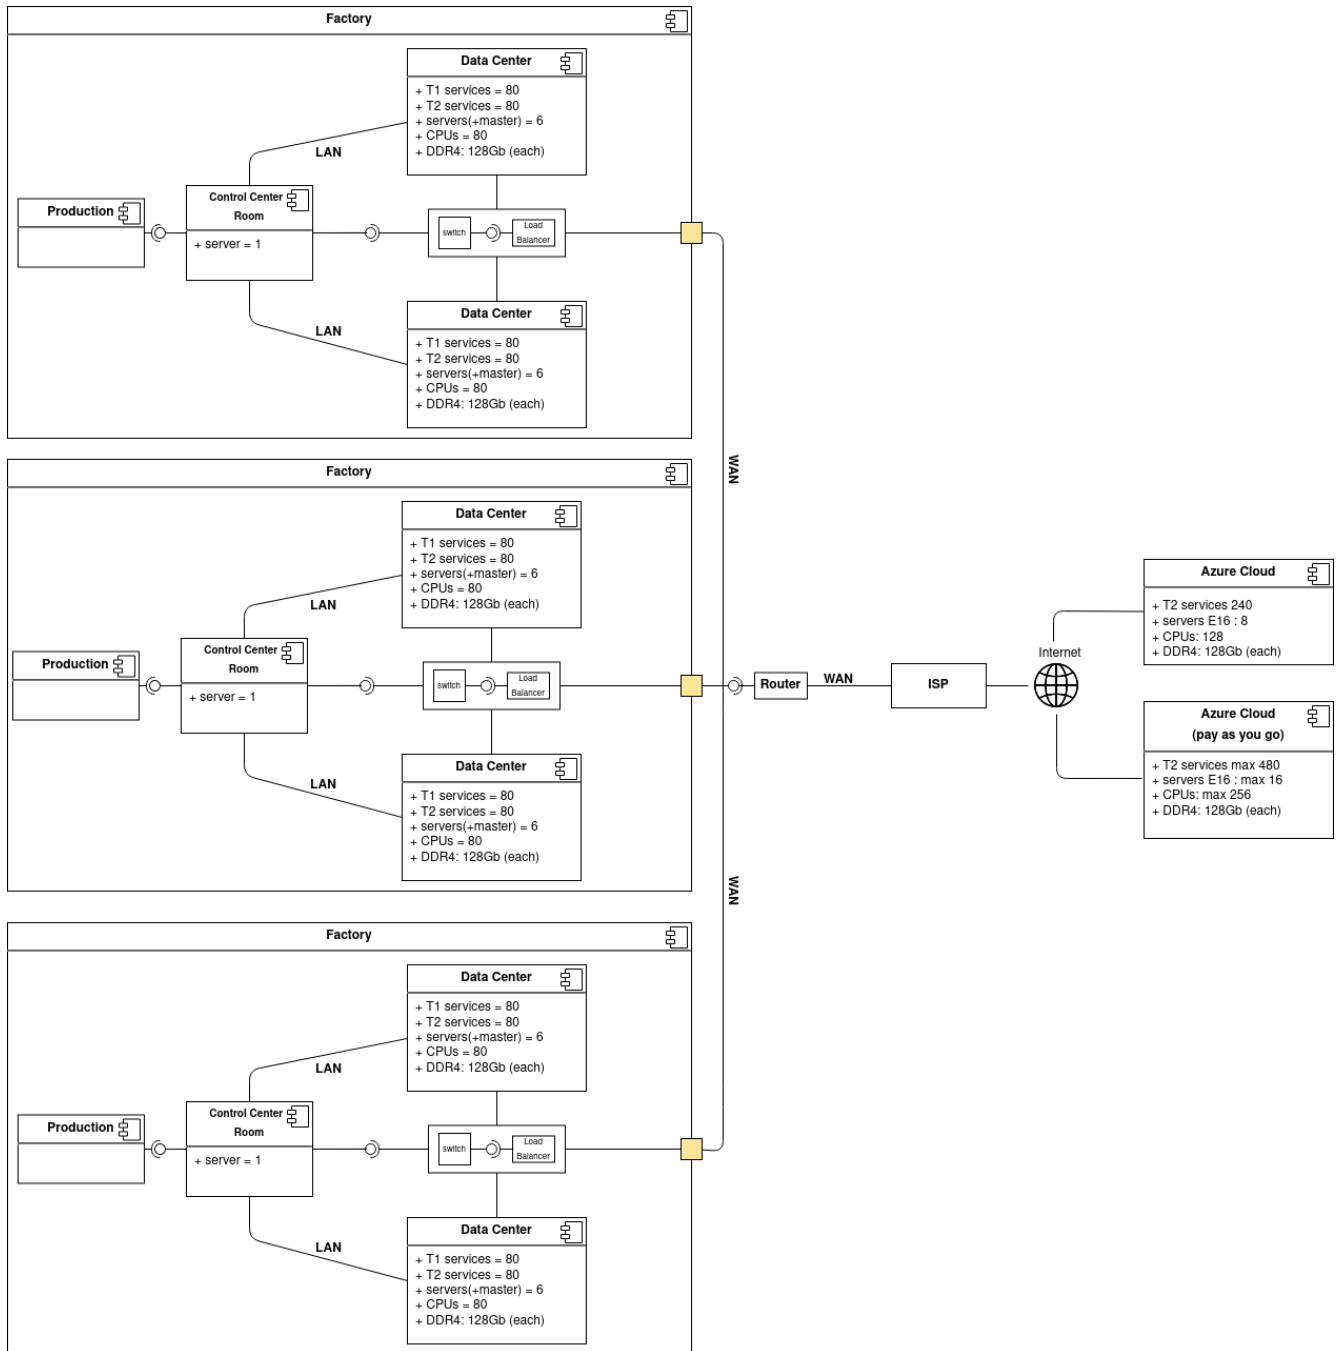 Factory
Data Center
+ T1 services = 80
+ T2 services = 80
+ servers(+master) = 6
+ CPUs = 80
+ DDR4: 128Gb (each)
LAN
Production
Control Center
Room
+ server = 1
switch
Load
Balancer
LAN
Data Center
+ T1 services = 80
+ T2 services = 80
+ servers(+master) = 6
+ CPUs = 80
+ DDR4: 128Gb (each)
WAN
Factory
Data Center
+ T1 services = 80
+ T2 services = 80
+ servers(+master) = 6
+ CPUs = 80
+ DDR4: 128Gb (each)
LAN
Production
Control Center
Room
+ server = 1
switch
Load
Balancer
LAN
Data Center
+ T1 services = 80
+ T2 services = 80
+ servers(+master) = 6
+ CPUs = 80
+ DDR4: 128Gb (each)
Router
WAN
ISP
Internet
Azure Cloud
+ T2 services 240
+ servers E16 : 8
+ CPUs: 128
+ DDR4: 128Gb (each)
Azure Cloud
(pay as you go)
+ T2 services max 480
+ servers E16 : max 16
+ CPUs: max 256
+ DDR4: 128Gb (each)
WAN
Factory
Data Center
+ T1 services = 80
+ T2 services = 80
+ servers(+master) = 6
+ CPUs = 80
+ DDR4: 128Gb (each)
LAN
Production
Control Center
Room
+ server = 1
switch
Load
Balancer
LAN
Data Center
+ T1 services = 80
+ T2 services = 80
+ servers(+master) = 6
+ CPUs = 80
+ DDR4: 128Gb (each)